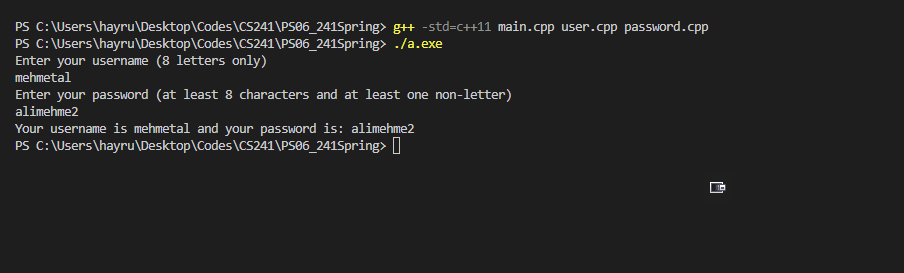 PS C:\Users\hayru\Desktop\Codes\CS241\PS06_241Spring> g++ -std=c++11 main.cpp user.cpp password.cpp
PS C:\Users\hayru\Desktop\Codes\CS241\PS06_241Spring> ./a.exe
Enter your username (8 letters only)
mehmetal
Enter your password (at least 8 characters and at least one non-letter)
alimehme2
Your username is mehmetal and your password is: alimehme2
PS C:\Users\hayru\Desktop\Codes\CS241\PS06_241Spring>